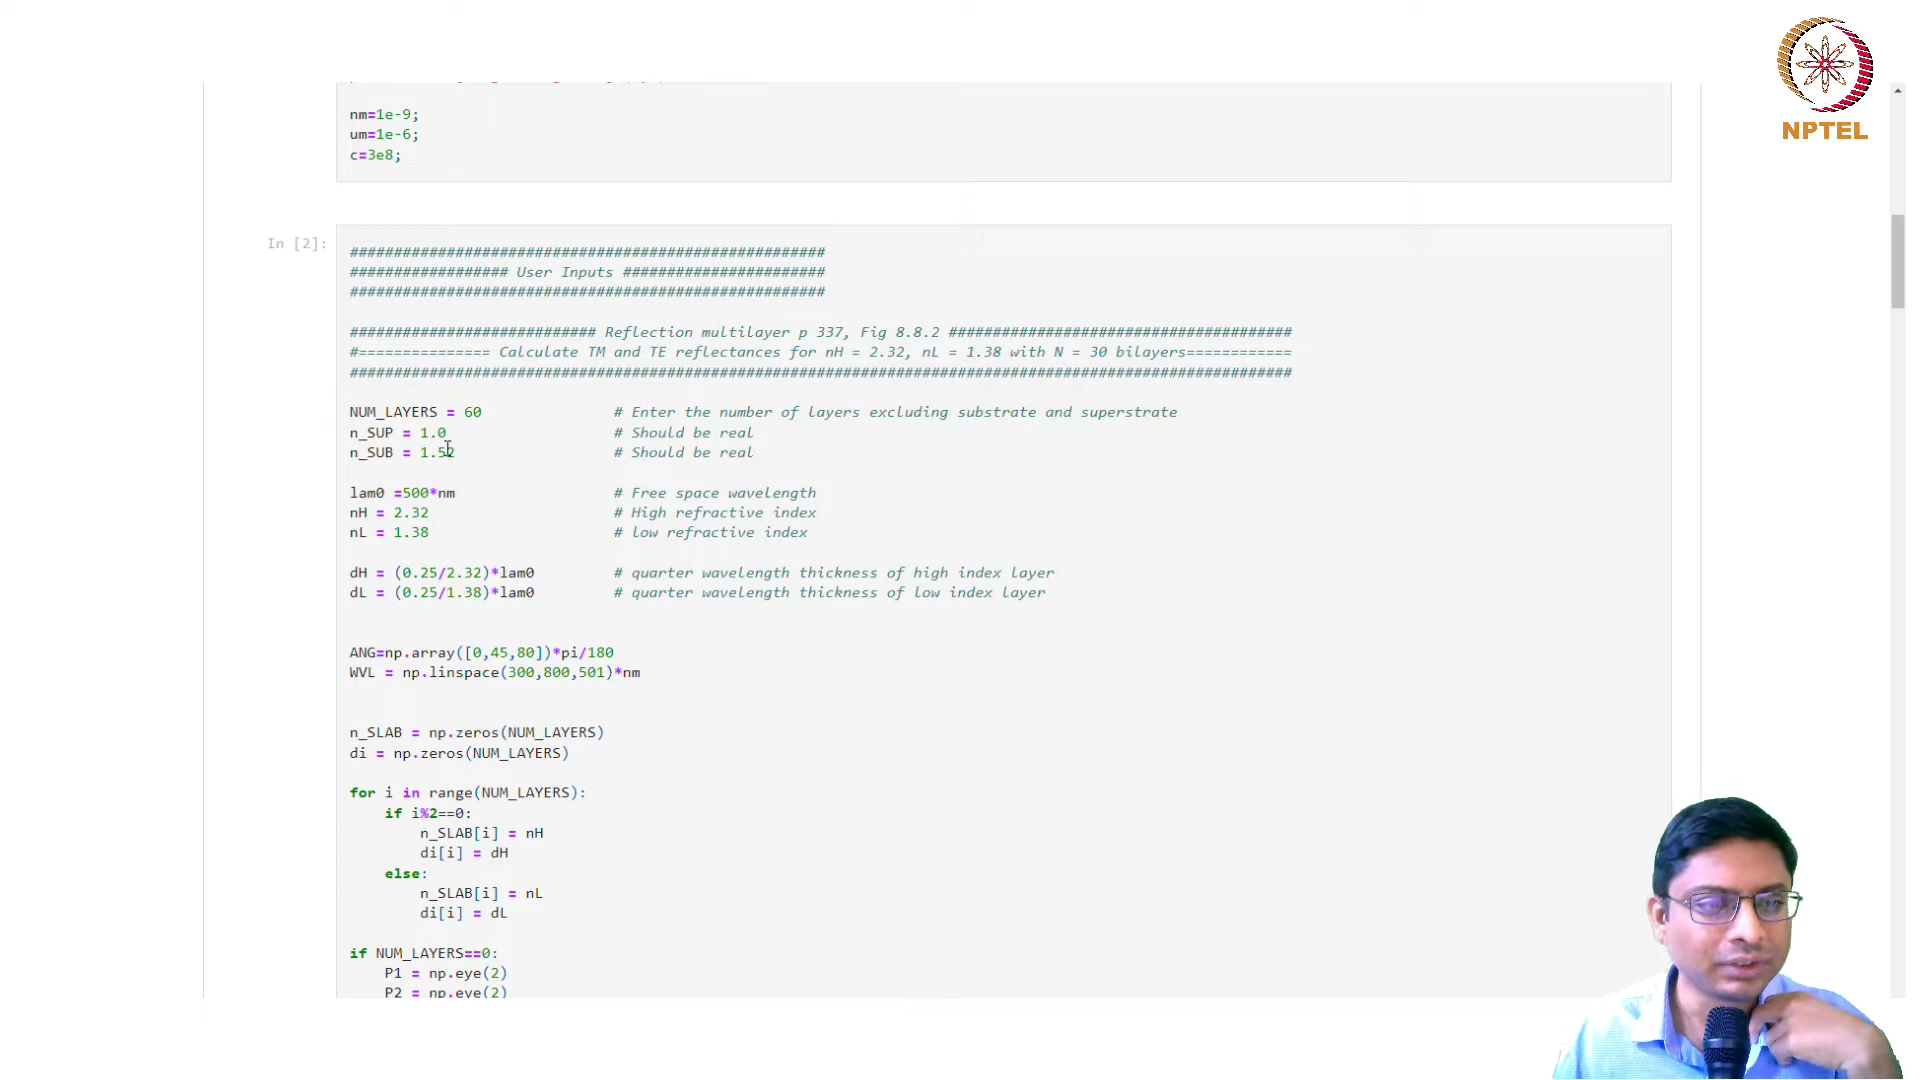 NPTEL
nm=1e-9;
um=1e-6;
c=3e8;
In [2]:
######################################################
################## User Inputs #######################
######################################################
############################ Reflection multilayer p 337, Fig 8.8.2 #######################################
#=============== Calculate TM and TE reflectances for nH = 2.32, nL = 1.38 with N = 30 bilayers============
###########################################################################################################
NUM_LAYERS = 60 # Enter the number of layers excluding substrate and superstrate
n_SUP = 1.0 # Should be real
n_SUB = 1.52 # Should be real
lam0 =500*nm # Free space wavelength
nH = 2.32 # High refractive index
nL = 1.38 # low refractive index
dH = (0.25/2.32)*lam0 # quarter wavelength thickness of high index layer
dL = (0.25/1.38)*lam0 # quarter wavelength thickness of low index layer
ANG=np.array([0,45,80])*pi/180
WVL = np.linspace(300,800,501)*nm
n_SLAB = np.zeros(NUM_LAYERS)
di = np.zeros(NUM_LAYERS)
for i in range(NUM_LAYERS):
if i%2==0:
n_SLAB[i] = nH
di[i] = dH
else:
n_SLAB[i] = nL
di[i] = dL
if NUM_LAYERS==0:
P1 = np.eye(2)
P2 = np.eye(2)